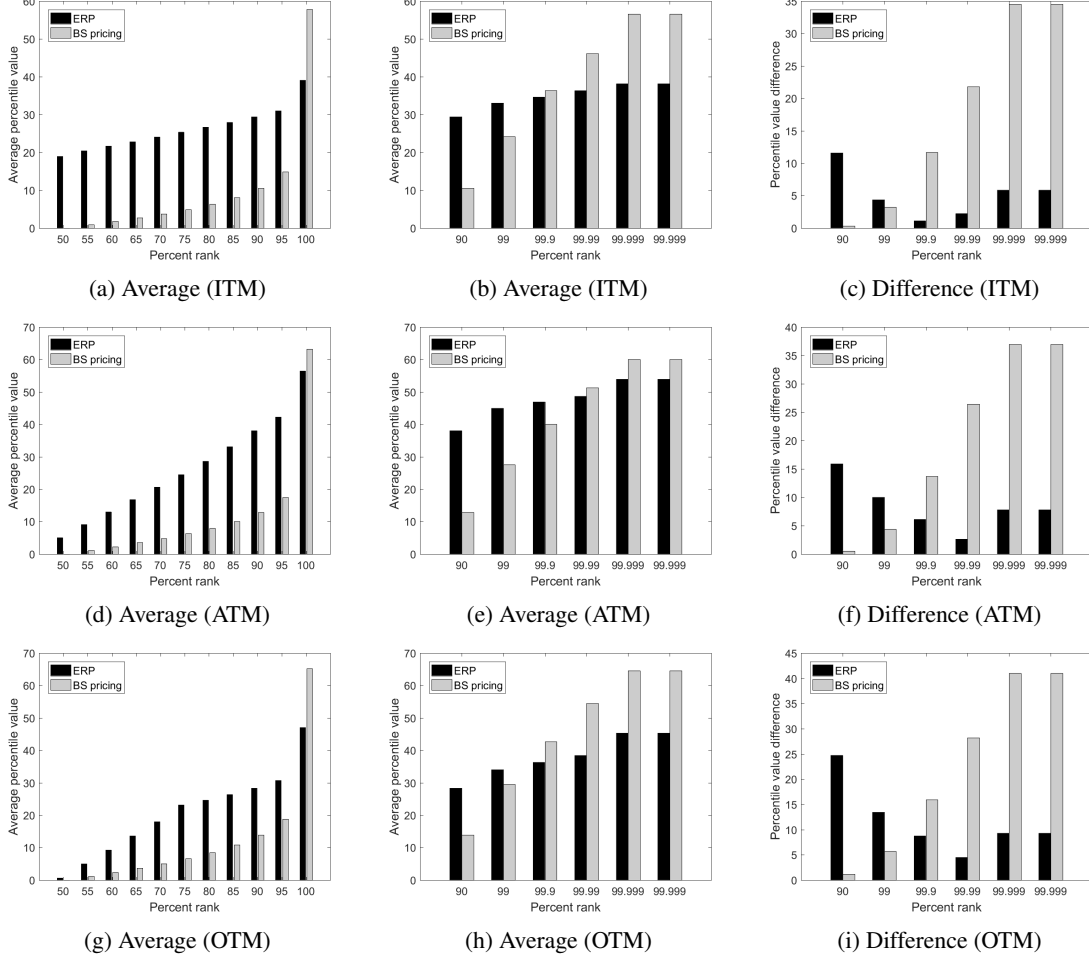 60
50
40
30
20
10
0
Average percentile value
ERP
BS pricing
50 55 60 65 70 75 80 85 90 95 100
Percent rank
(a) Average (ITM)
60
50
40
30
20
10
0
Average percentile value
ERP
BS pricing
90 99 99.9 99.99 99.999 99.999
Percent rank
(b) Average (ITM)
35
30
25
20
15
10
5
0
Percentile value difference
ERP
BS pricing
90 99 99.9 99.99 99.999 99.999
Percent rank
(c) Difference (ITM)
70
60
50
40
30
20
10
0
Average percentile value
ERP
BS pricing
50 55 60 65 70 75 80 85 90 95 100
Percent rank
(d) Average (ATM)
70
60
50
40
30
20
10
0
Average percentile value
ERP
BS pricing
90 99 99.9 99.99 99.999 99.999
Percent rank
(e) Average (ATM)
40
35
30
25
20
15
10
5
0
Percentile value difference
ERP
BS pricing
90 99 99.9 99.99 99.999 99.999
Percent rank
(f) Difference (ATM)
70
60
50
40
30
20
10
0
Average percentile value
ERP
BS pricing
50 55 60 65 70 75 80 85 90 95 100
Percent rank
(g) Average (OTM)
70
60
50
40
30
20
10
0
Average percentile value
ERP
BS pricing
90 99 99.9 99.99 99.999 99.999
Percent rank
(h) Average (OTM)
45
40
35
30
25
20
15
10
5
0
Percentile value difference
ERP
BS pricing
90 99 99.9 99.99 99.999 99.999
Percent rank
(i) Difference (OTM)